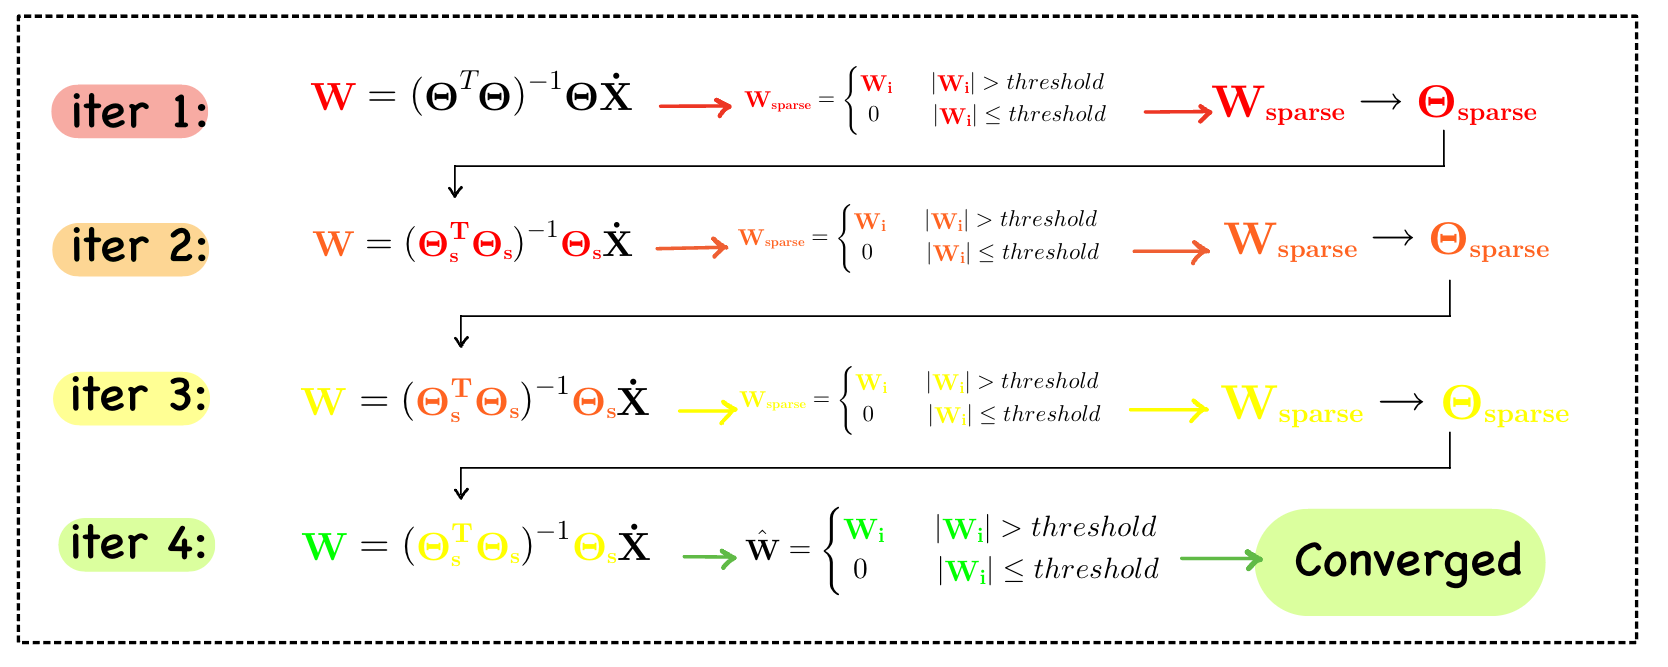 iter 1: W = (Θ^T Θ)^{-1} Θ Ẋ → W_sparse = { W_i |W_i| > threshold
0 |W_i| ≤ threshold → W_sparse → Θ_sparse
iter 2: W = (Θ_s^T Θ_s)^{-1} Θ_s Ẋ → W_sparse = { W_i |W_i| > threshold
0 |W_i| ≤ threshold → W_sparse → Θ_sparse
iter 3: W = (Θ_s^T Θ_s)^{-1} Θ_s Ẋ → W_sparse = { W_i |W_i| > threshold
0 |W_i| ≤ threshold → W_sparse → Θ_sparse
iter 4: W = (Θ_s^T Θ_s)^{-1} Θ_s Ẋ → Ŵ = { W_i |W_i| > threshold
0 |W_i| ≤ threshold → Converged